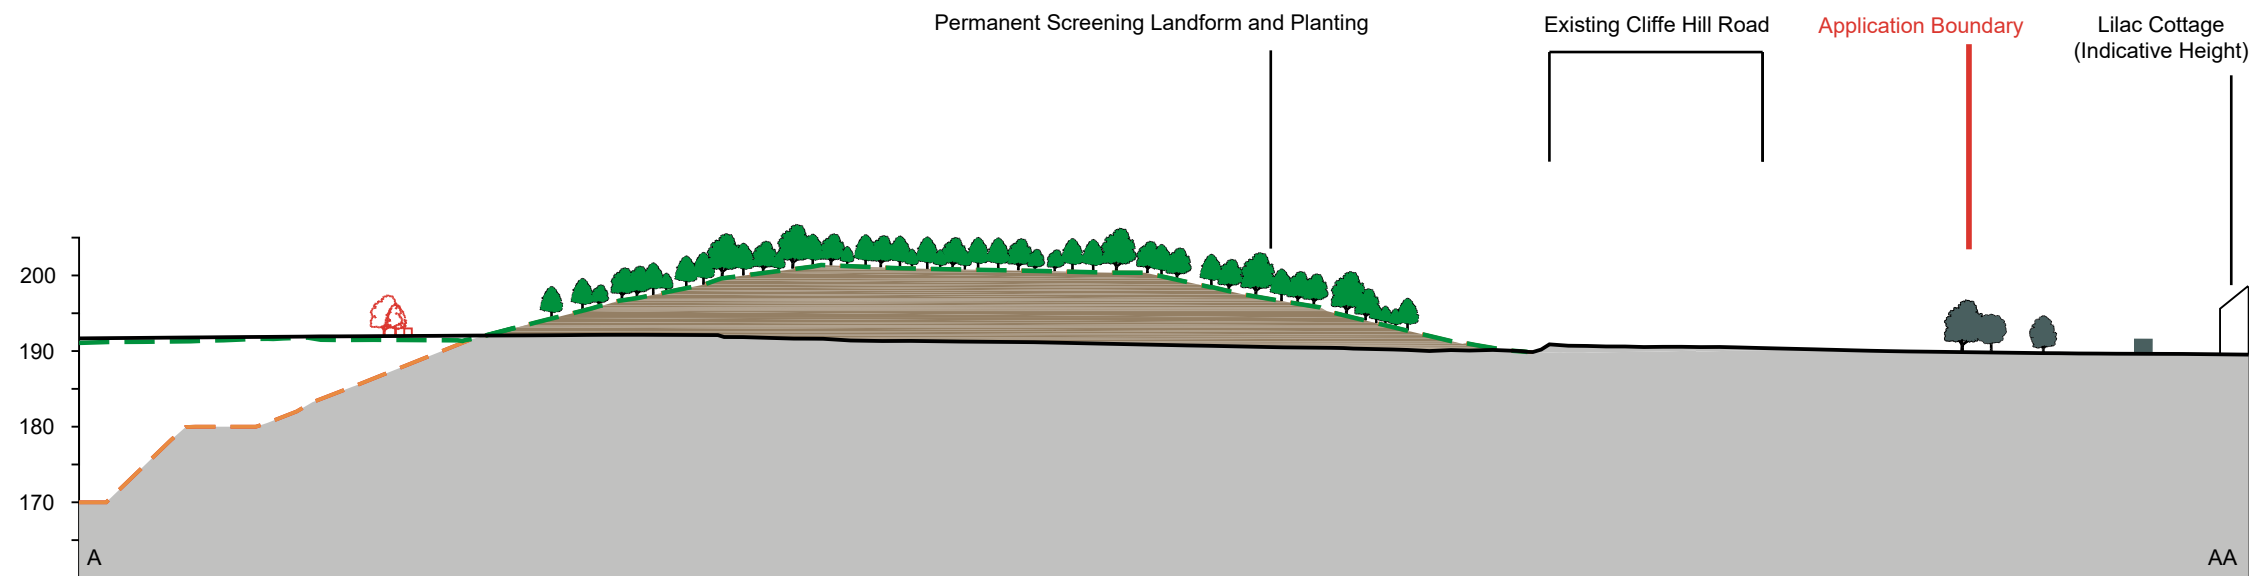 Permanent Screening Landform and Planting
Existing Cliffe Hill Road
Application Boundary
Lilac Cottage
(Indicative Height)
200
190
180
170
A
AA